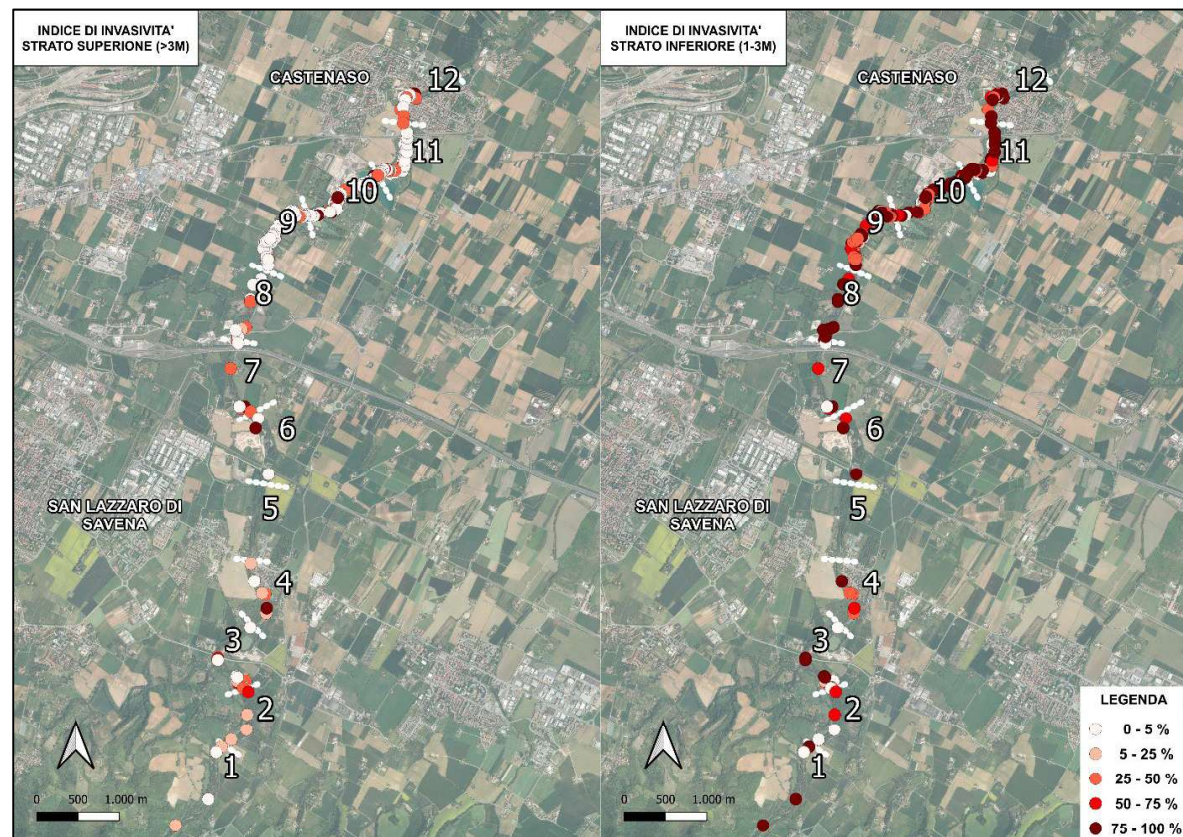 INDICE DI INVASIVITA'
STRATO SUPERIORE (>3M)
CASTENASO
12
11
10
9
8
7
6
5
SAN LAZZARO DI
SAVENA
4
3
2
1
0 500 1.000 m
INDICE DI INVASIVITA'
STRATO INFERIORE (1-3M)
CASTENASO
12
11
10
9
8
7
6
5
SAN LAZZARO DI
SAVENA
4
3
2
1
0 500 1.000 m
LEGENDA
0 - 5 %
5 - 25 %
25 - 50 %
50 - 75 %
75 - 100 %